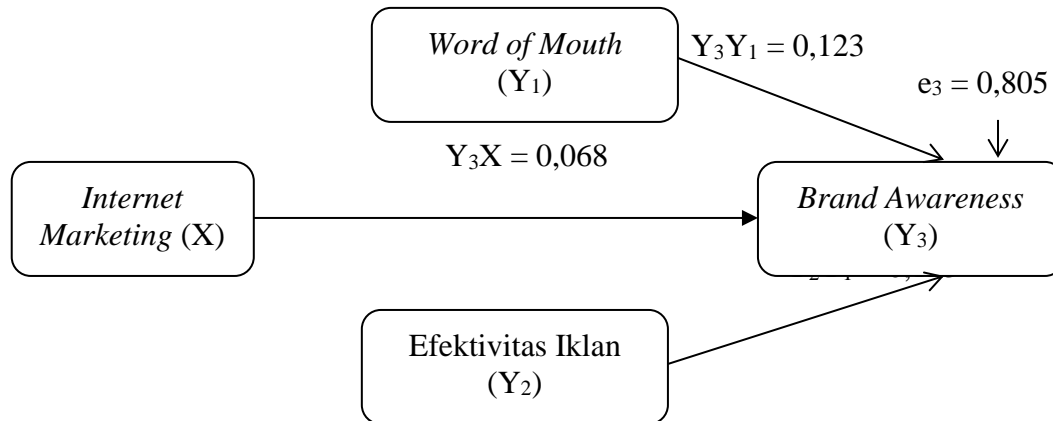 Word of Mouth
(Y₁)
Y₃Y₁ = 0,123
e₃ = 0,805
Y₃X = 0,068
Internet
Marketing (X)
Brand Awareness
(Y₃)
Efektivitas Iklan
(Y₂)